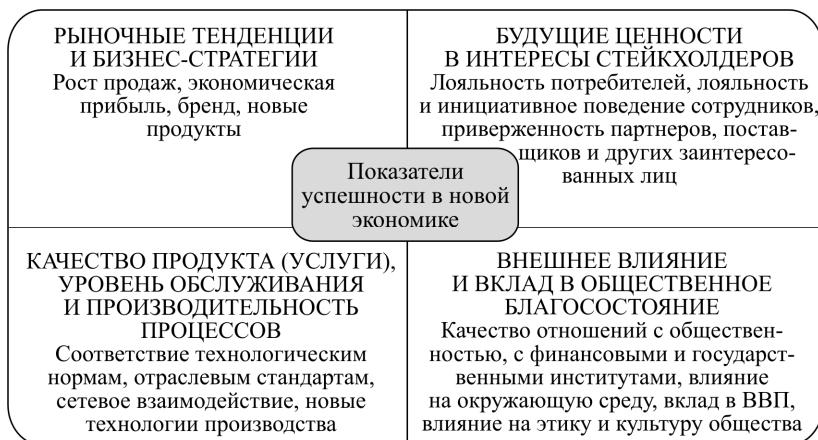 РЫНОЧНЫЕ ТЕНДЕНЦИИ
И БИЗНЕС-СТРАТЕГИИ
Рост продаж, экономическая
прибыль, бренд, новые
продукты
БУДУЩИЕ ЦЕННОСТИ
В ИНТЕРЕСЫ СТЕЙКХОЛДЕРОВ
Лояльность потребителей, лояльность
и инициативное поведение сотрудников,
приверженность партнеров, постав-
щиков и других заинтересо-
ванных лиц
Показатели
успешности в новой
экономике
КАЧЕСТВО ПРОДУКТА (УСЛУГИ),
УРОВЕНЬ ОБСЛУЖИВАНИЯ
И ПРОИЗВОДИТЕЛЬНОСТЬ
ПРОЦЕССОВ
Соответствие технологическим
нормам, отраслевым стандартам,
сетевое взаимодействие, новые
технологии производства
ВНЕШНЕЕ ВЛИЯНИЕ
И ВКЛАД В ОБЩЕСТВЕННОЕ
БЛАГОСОСТОЯНИЕ
Качество отношений с обществен-
ностью, с финансовыми и государст-
венными институтами, влияние
на окружающую среду, вклад в ВВП,
влияние на этику и культуру общества